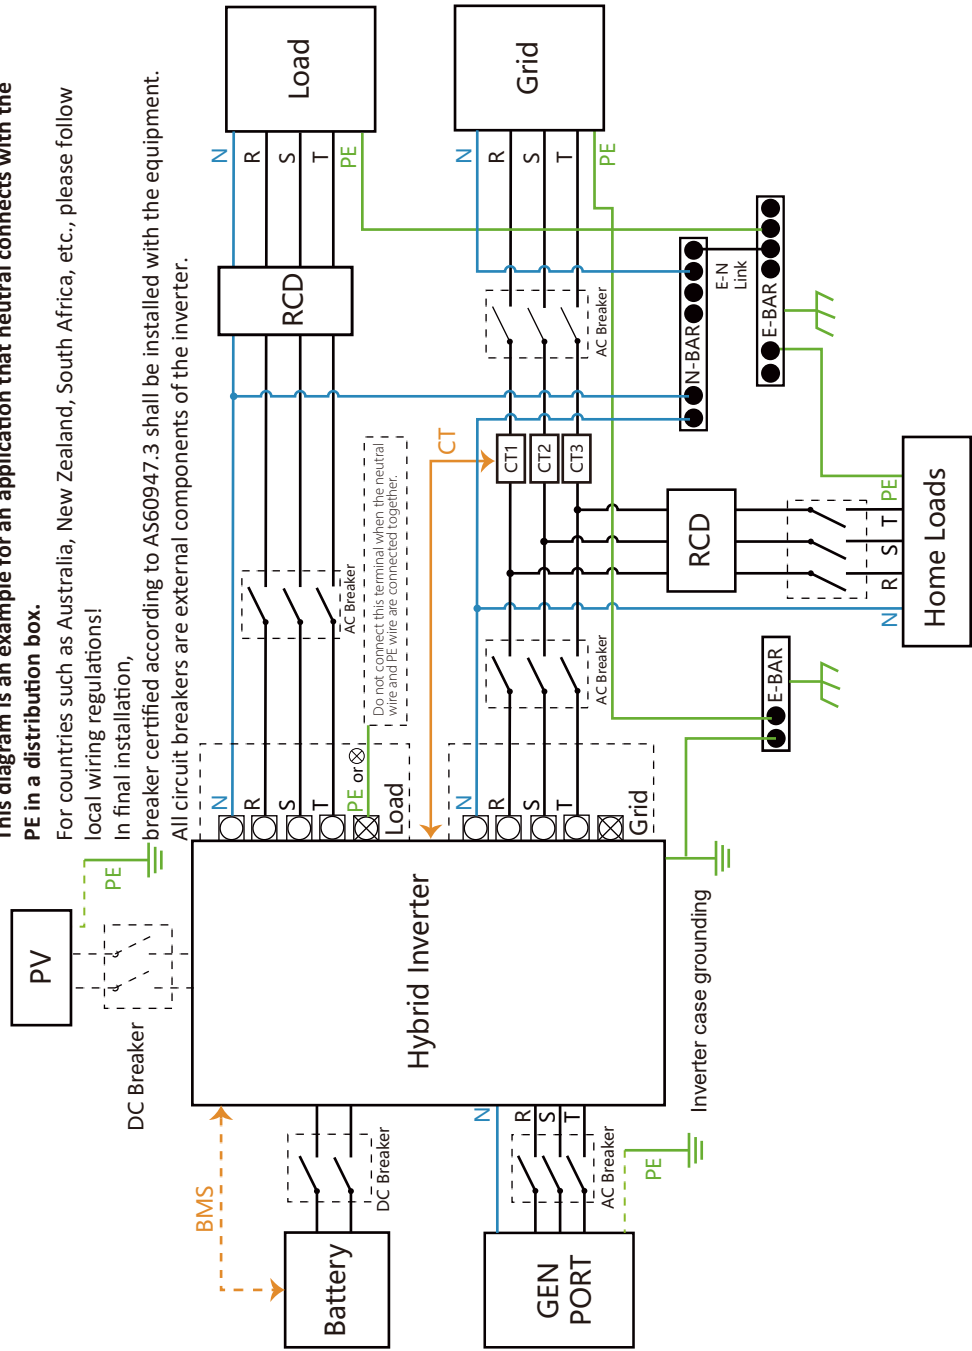 This diagram is an example for an application that neutral connects with the
PE in a distribution box.
For countries such as Australia, New Zealand, South Africa, etc., please follow
local wiring regulations!
In final installation,
breaker certified according to AS60947.3 shall be installed with the equipment.
All circuit breakers are external components of the inverter.
PV
PE
DC Breaker
BMS
Battery
DC Breaker
GEN
PORT
N
R
S
T
AC Breaker
PE
Hybrid Inverter
Inverter case grounding
N
R
S
T
PE or
Load
N
R
S
T
Grid
AC Breaker
Do not connect this terminal when the neutral
wire and PE wire are connected together.
CT
RCD
N
R
S
T
PE
Load
AC Breaker
CT1
CT2
CT3
AC Breaker
N
R
S
T
PE
Grid
N-BAR
E-N
Link
E-BAR
E-BAR
RCD
N
R
S
T
PE
Home Loads